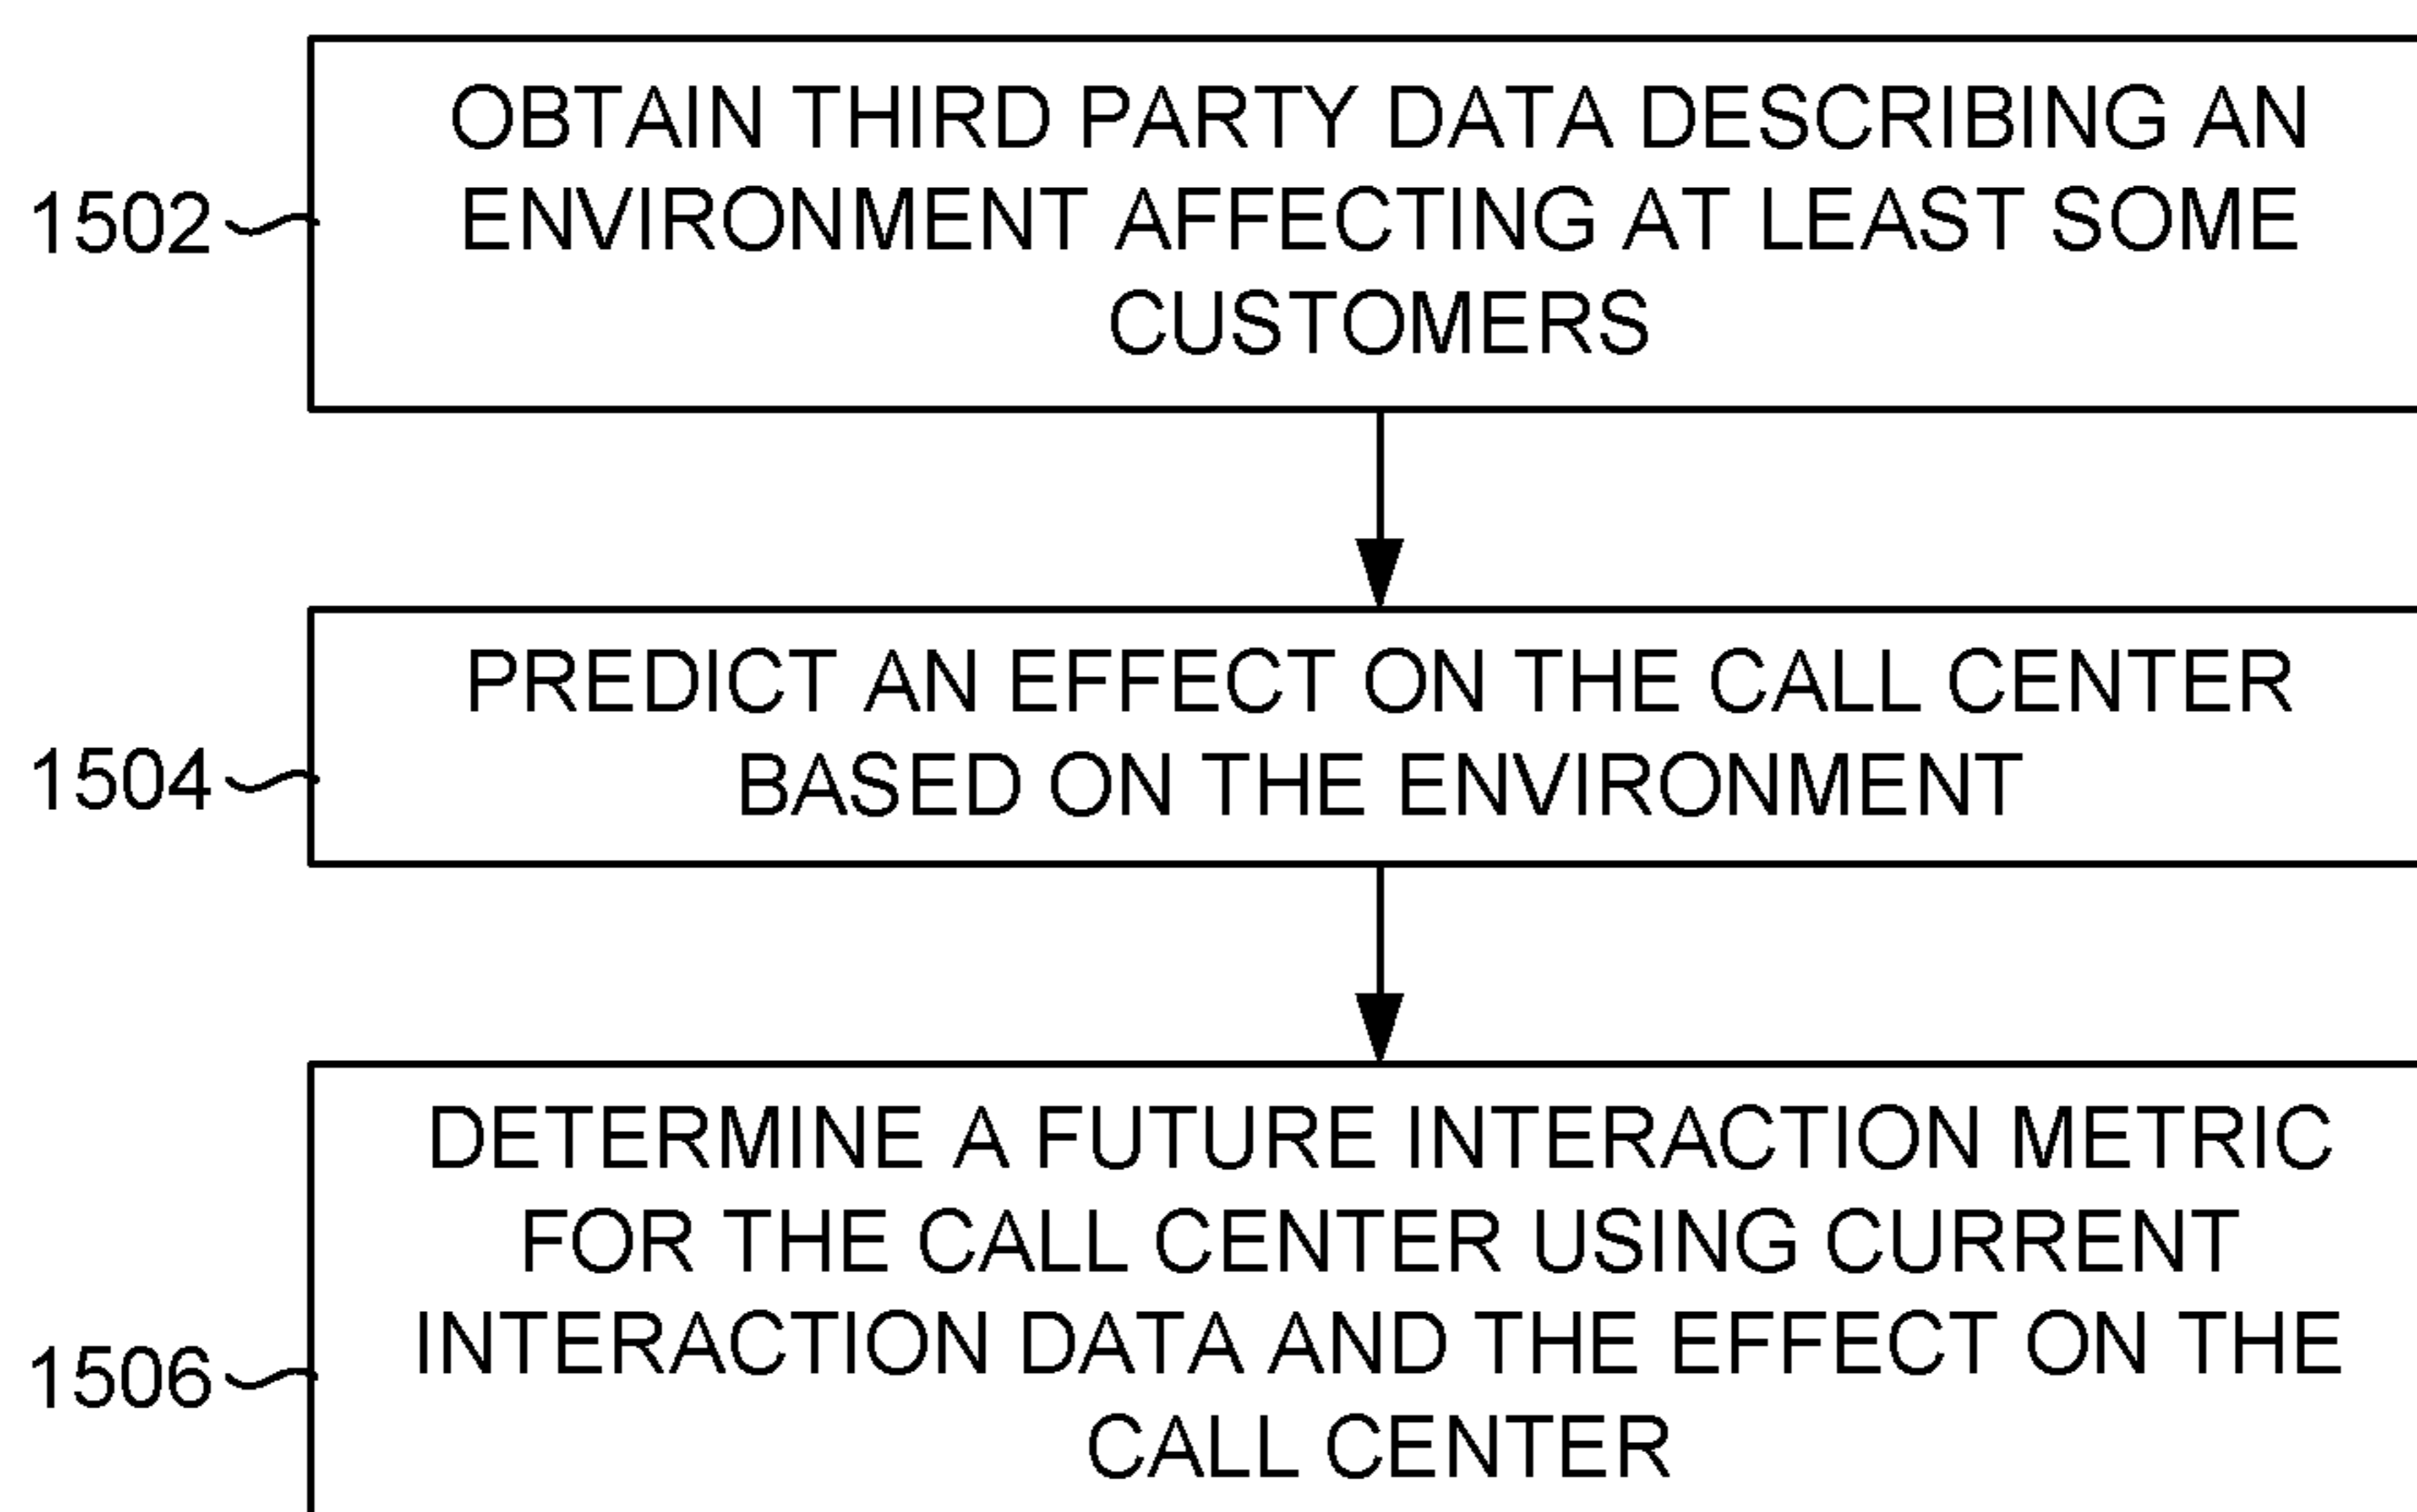 OBTAIN THIRD PARTY DATA DESCRIBING AN
ENVIRONMENT AFFECTING AT LEAST SOME
CUSTOMERS
1502
PREDICT AN EFFECT ON THE CALL CENTER
BASED ON THE ENVIRONMENT
1504
DETERMINE A FUTURE INTERACTION METRIC
FOR THE CALL CENTER USING CURRENT
INTERACTION DATA AND THE EFFECT ON THE
CALL CENTER
1506